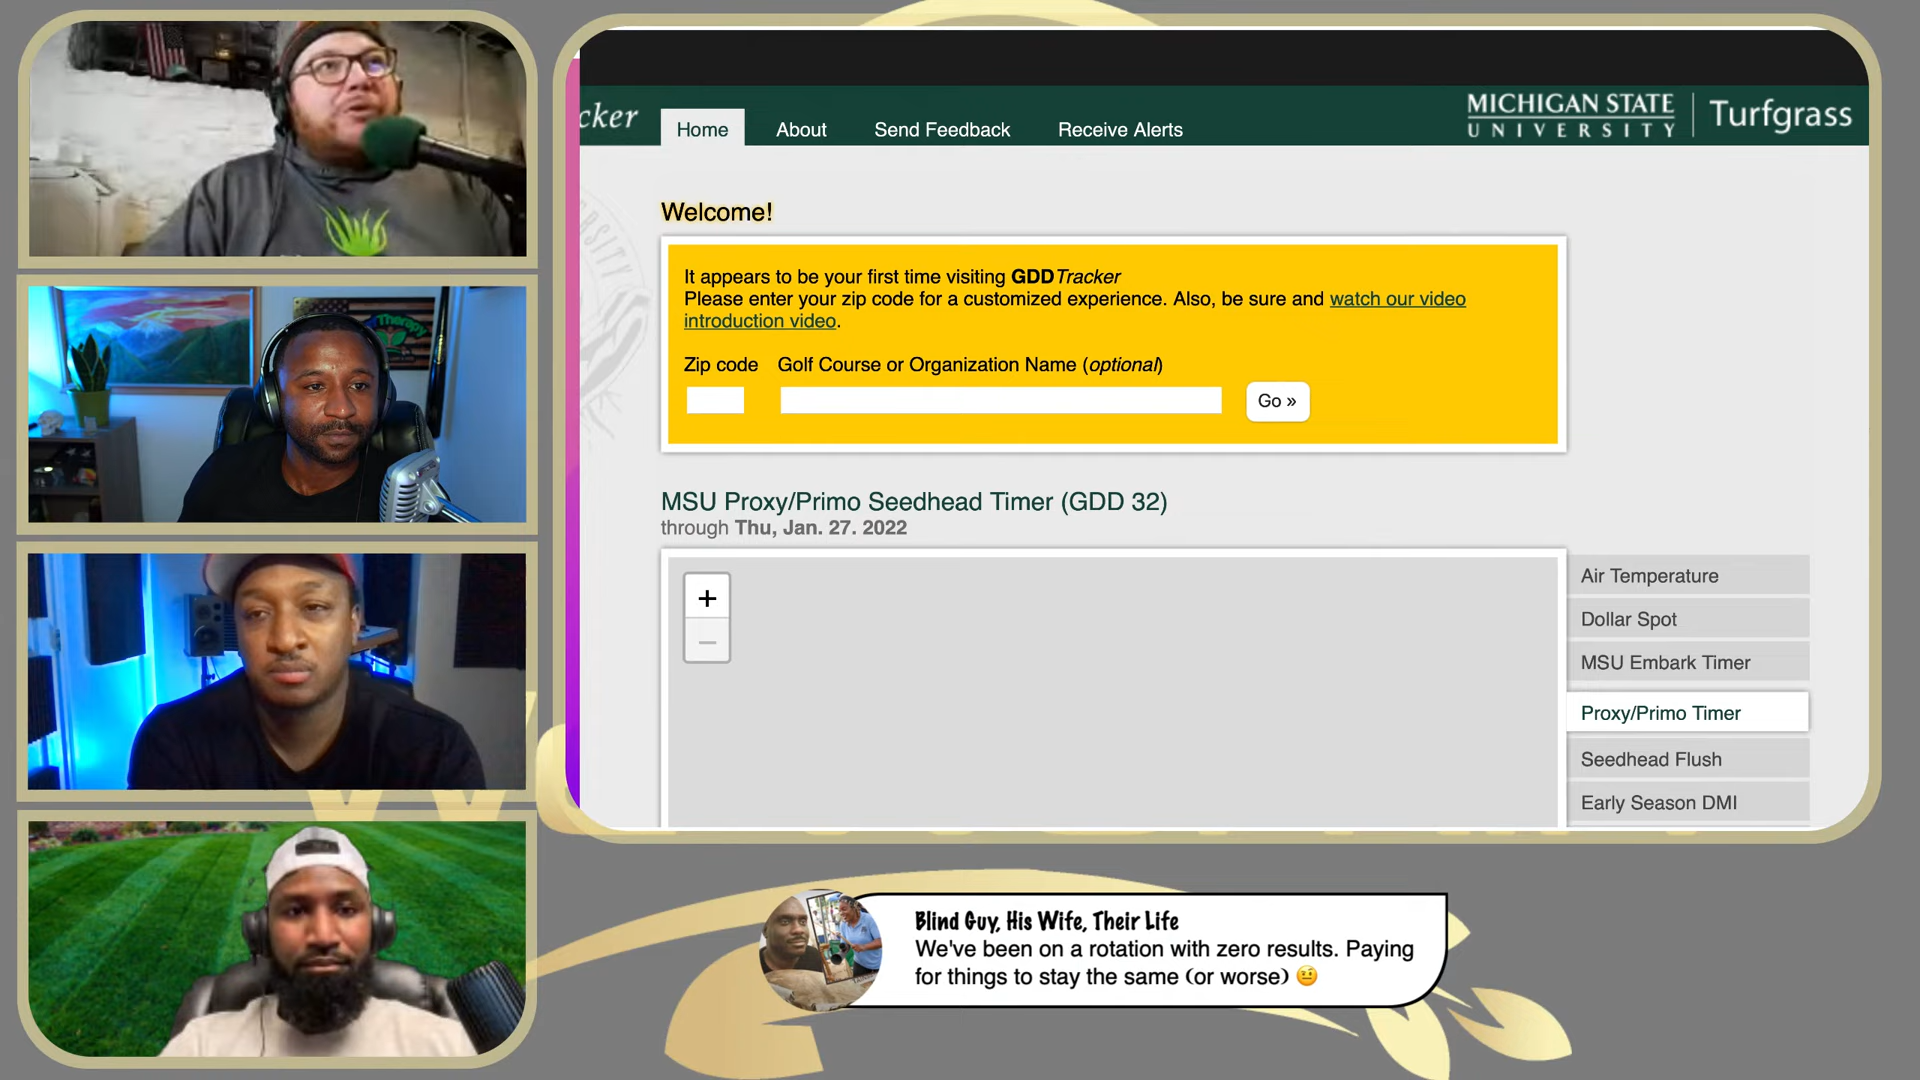 Therapy
cker
Home
About
Send Feedback
Receive Alerts
MICHIGAN STATE
UNIVERSITY
Turfgrass
Welcome!
It appears to be your first time visiting GDDTracker
Please enter your zip code for a customized experience. Also, be sure and watch our video
introduction video.
Zip code
Golf Course or Organization Name (optional)
Go »
MSU Proxy/Primo Seedhead Timer (GDD 32)
through Thu, Jan. 27. 2022
+
−
Air Temperature
Dollar Spot
MSU Embark Timer
Proxy/Primo Timer
Seedhead Flush
Early Season DMI
Blind Guy, His Wife, Their Life
We've been on a rotation with zero results. Paying
for things to stay the same (or worse) 🤨